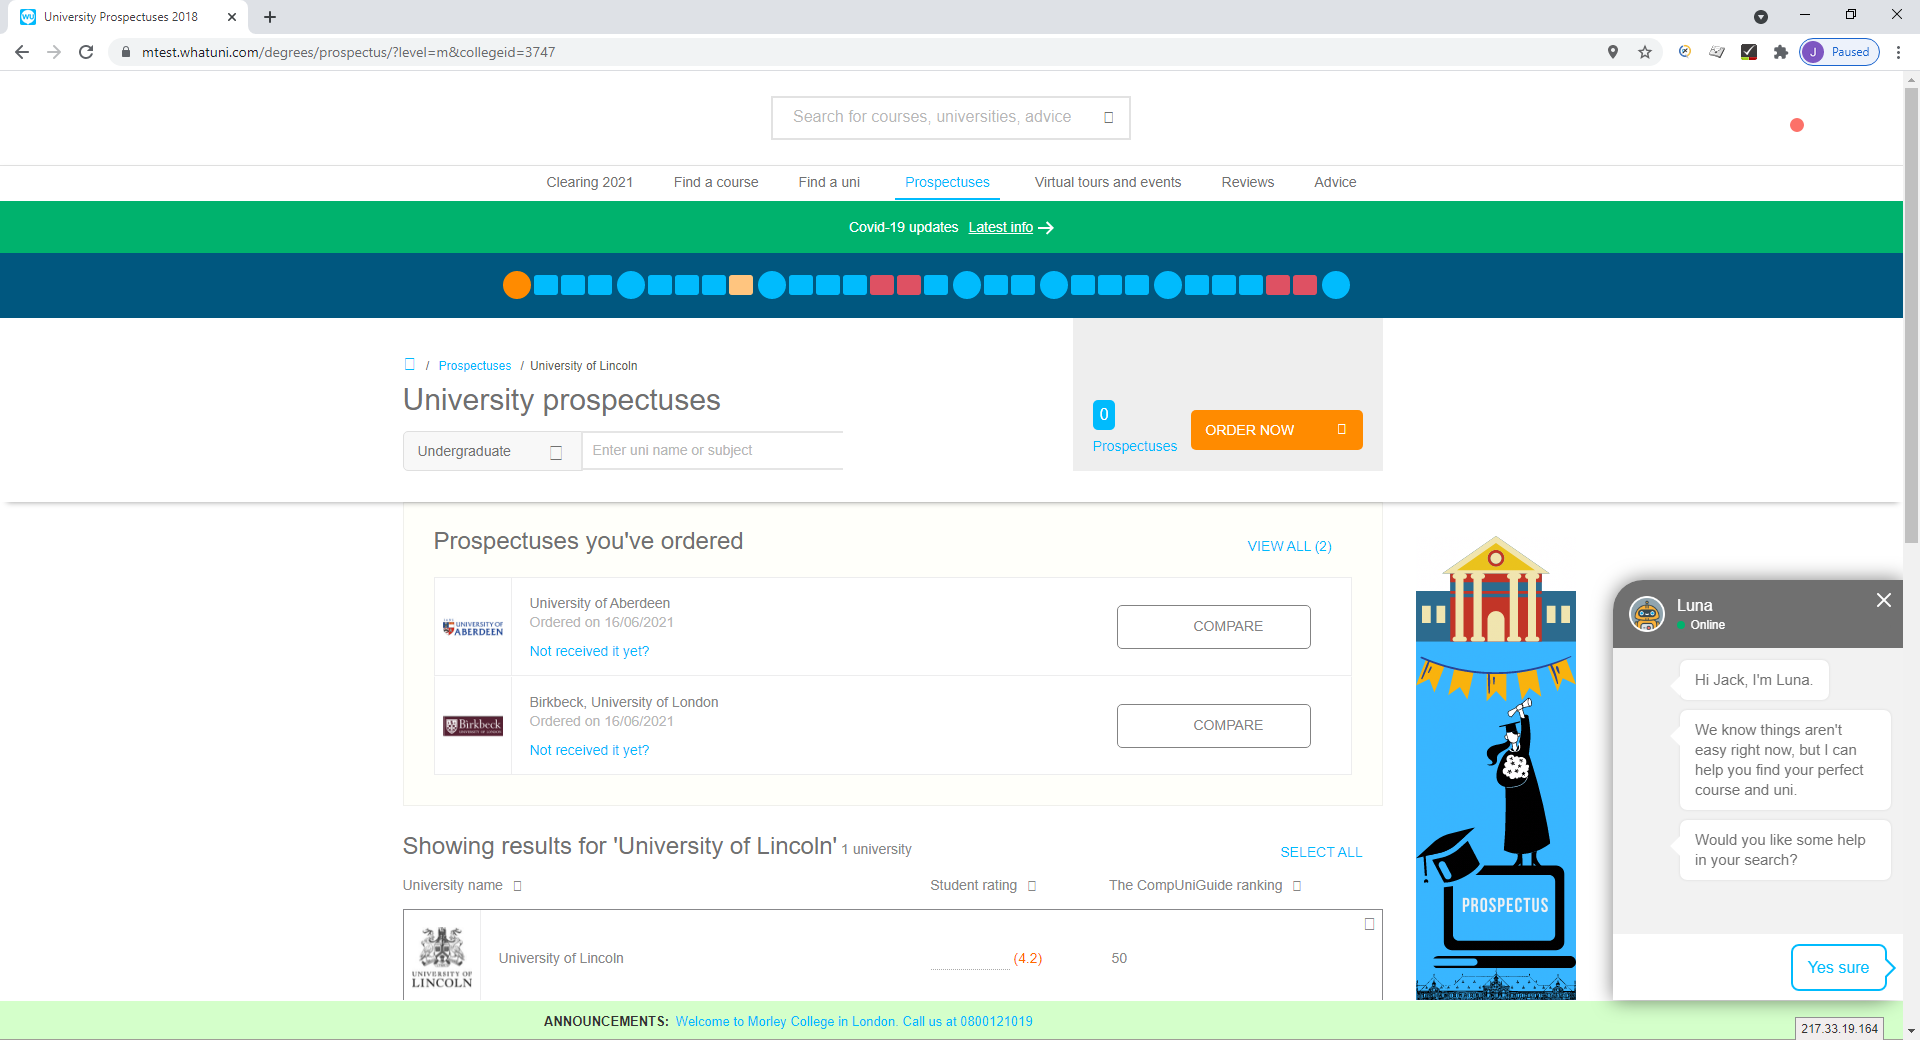 University Prospectuses 2018
mtest.whatuni.com/degrees/prospectus/?level=m&collegeid=3747
J Paused
Search for courses, universities, advice
Clearing 2021 Find a course Find a uni Prospectuses Virtual tours and events Reviews Advice
Covid-19 updates Latest info
/ Prospectuses / University of Lincoln
University prospectuses
Undergraduate
Enter uni name or subject
0
Prospectuses
ORDER NOW
Prospectuses you've ordered
VIEW ALL (2)
UNIVERSITY OF
ABERDEEN
University of Aberdeen
Ordered on 16/06/2021
Not received it yet?
COMPARE
Birkbeck
UNIVERSITY OF LONDON
Birkbeck, University of London
Ordered on 16/06/2021
Not received it yet?
COMPARE
Showing results for 'University of Lincoln' 1 university
SELECT ALL
University name Student rating The CompUniGuide ranking
UNIVERSITY OF
LINCOLN
University of Lincoln (4.2) 50
PROSPECTUS
Luna
Online
Hi Jack, I'm Luna.
We know things aren't
easy right now, but I can
help you find your perfect
course and uni.
Would you like some help
in your search?
Yes sure
ANNOUNCEMENTS: Welcome to Morley College in London. Call us at 0800121019
217.33.19.164